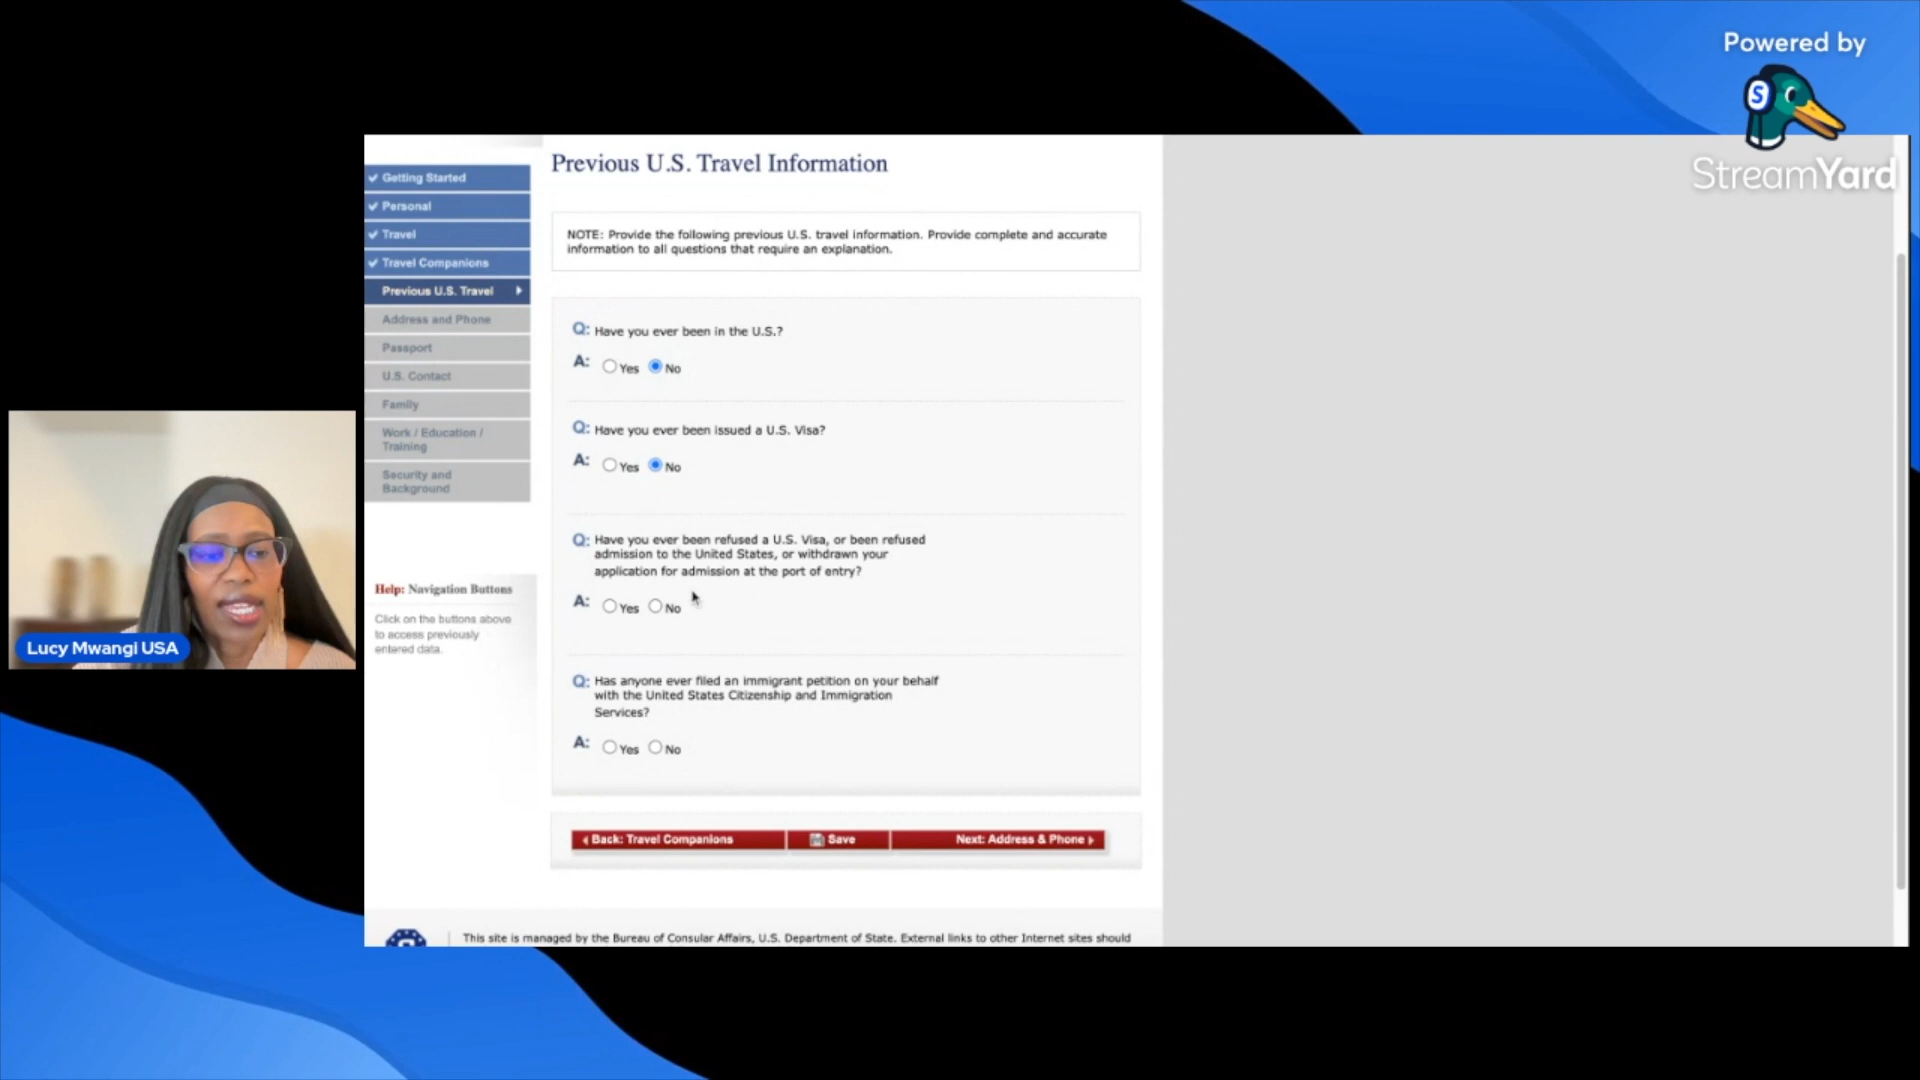 Powered by
S
StreamYard
Previous U.S. Travel Information
Getting Started
Personal
Travel
Travel Companions
Previous U.S. Travel
Address and Phone
Passport
U.S. Contact
Family
Work / Education /
Training
Security and
Background
Help: Navigation Buttons
Click on the buttons above
to access previously
entered data.
NOTE: Provide the following previous U.S. travel information. Provide complete and accurate
information to all questions that require an explanation.
Q: Have you ever been in the U.S.?
A: Yes No
Q: Have you ever been issued a U.S. Visa?
A: Yes No
Q: Have you ever been refused a U.S. Visa, or been refused
admission to the United States, or withdrawn your
application for admission at the port of entry?
A: Yes No
Q: Has anyone ever filed an immigrant petition on your behalf
with the United States Citizenship and Immigration
Services?
A: Yes No
Back: Travel Companions
Save
Next: Address & Phone
This site is managed by the Bureau of Consular Affairs, U.S. Department of State. External links to other Internet sites should
Lucy Mwangi USA